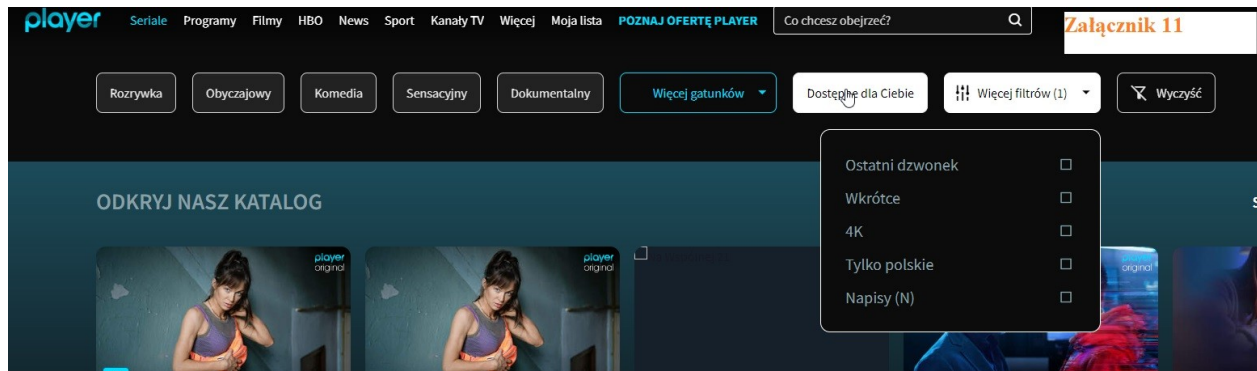 player Seriale Programy Filmy HBO News Sport Kanały TV Więcej Moja lista POZNAJ OFERTĘ PLAYER Co chcesz obejrzeć? Załącznik 11
Rozrywka Obyczajowy Komedia Sensacyjny Dokumentalny Więcej gatunków Dostępne dla Ciebie Więcej filtrów (1) Wyczyść
Ostatni dzwonek
Wkrótce
4K
Tylko polskie
Napisy (N)
ODKRYJ NASZ KATALOG
player
original
player
original
player
original